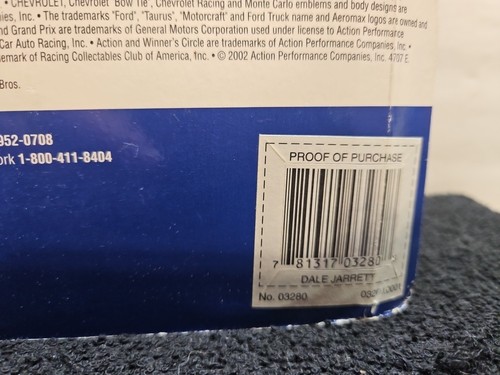 • CHEVROLET, Chevrolet "Bow Tie", Chevrolet Racing and Monte Carlo emblems and body designs are
Inc. • The trademarks "Ford", "Taurus", "Motorcraft" and Ford Truck name and Aeromax logos are owned and
nd Grand Prix are trademarks of General Motors Corporation used under license to Action Performance
Car Auto Racing, Inc. • Action and Winner's Circle are trademarks of Action Performance Companies, Inc. •
emark of Racing Collectables Club of America, Inc. • © 2002 Action Performance Companies, Inc. 4707 E.
Bros.
952-0708
ork 1-800-411-8404
PROOF OF PURCHASE
7 81317 03280
DALE JARRETT
No. 03280